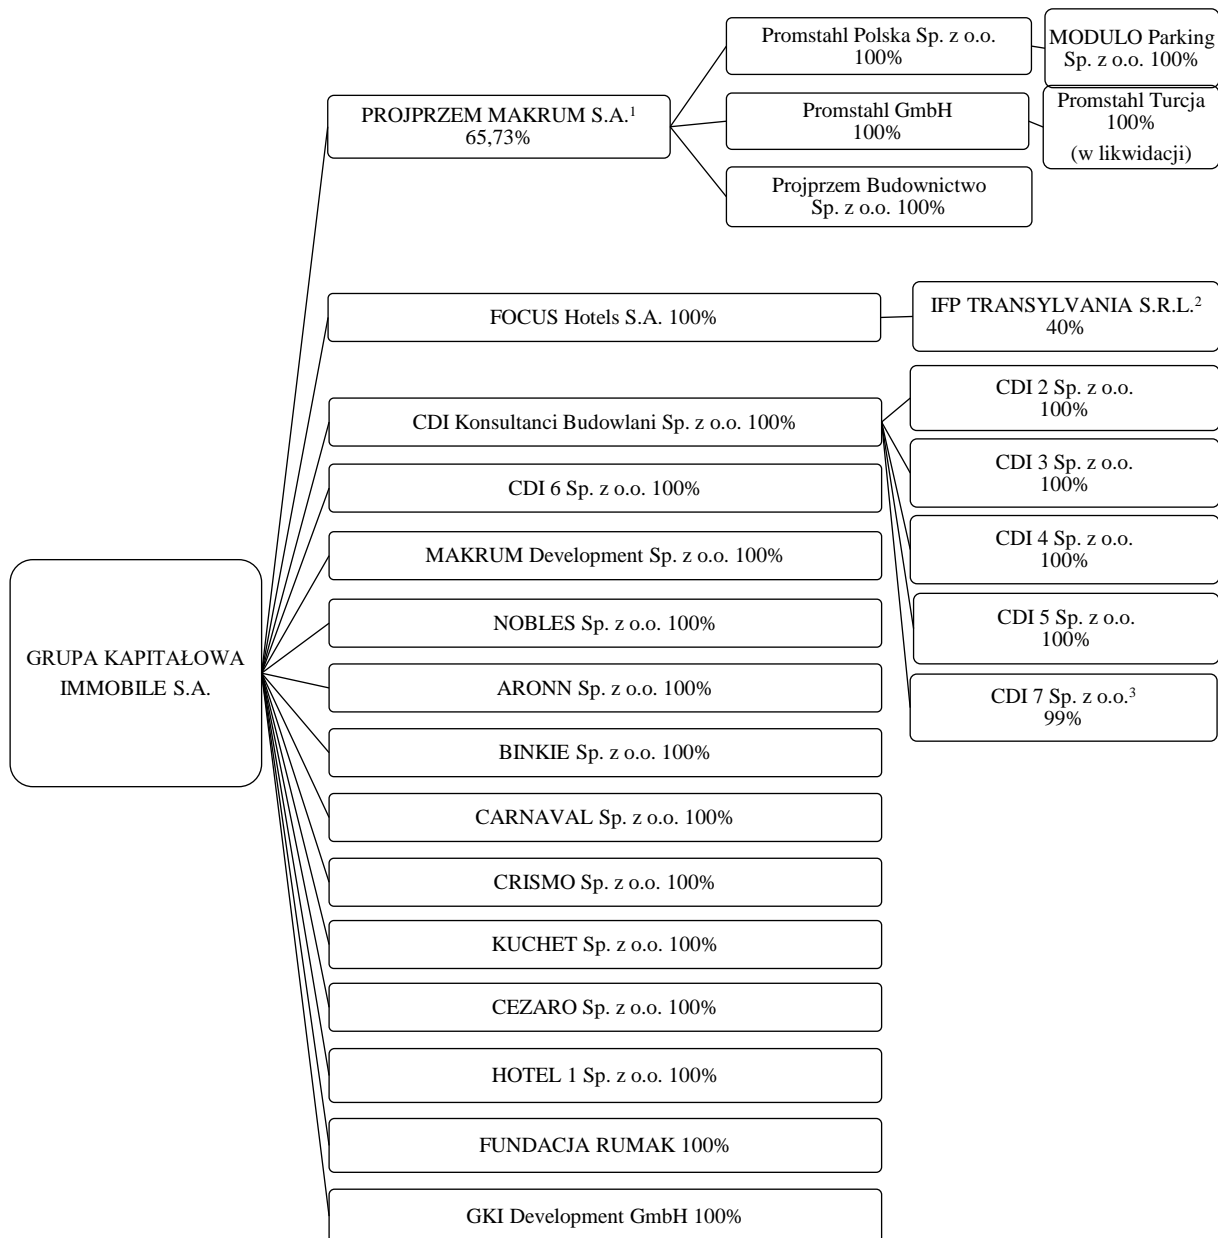 GRUPA KAPITAŁOWA
IMMOBILE S.A.
PROJPRZEM MAKRUM S.A.¹
65,73%
Promstahl Polska Sp. z o.o.
100%
MODULO Parking
Sp. z o.o. 100%
Promstahl GmbH
100%
Promstahl Turcja
100%
(w likwidacji)
Projprzem Budownictwo
Sp. z o.o. 100%
FOCUS Hotels S.A. 100%
IFP TRANSYLVANIA S.R.L.²
40%
CDI Konsultanci Budowlani Sp. z o.o. 100%
CDI 2 Sp. z o.o.
100%
CDI 3 Sp. z o.o.
100%
CDI 4 Sp. z o.o.
100%
CDI 5 Sp. z o.o.
100%
CDI 7 Sp. z o.o.³
99%
CDI 6 Sp. z o.o. 100%
MAKRUM Development Sp. z o.o. 100%
NOBLES Sp. z o.o. 100%
ARONN Sp. z o.o. 100%
BINKIE Sp. z o.o. 100%
CARNAVAL Sp. z o.o. 100%
CRISMO Sp. z o.o. 100%
KUCHET Sp. z o.o. 100%
CEZARO Sp. z o.o. 100%
HOTEL 1 Sp. z o.o. 100%
FUNDACJA RUMAK 100%
GKI Development GmbH 100%